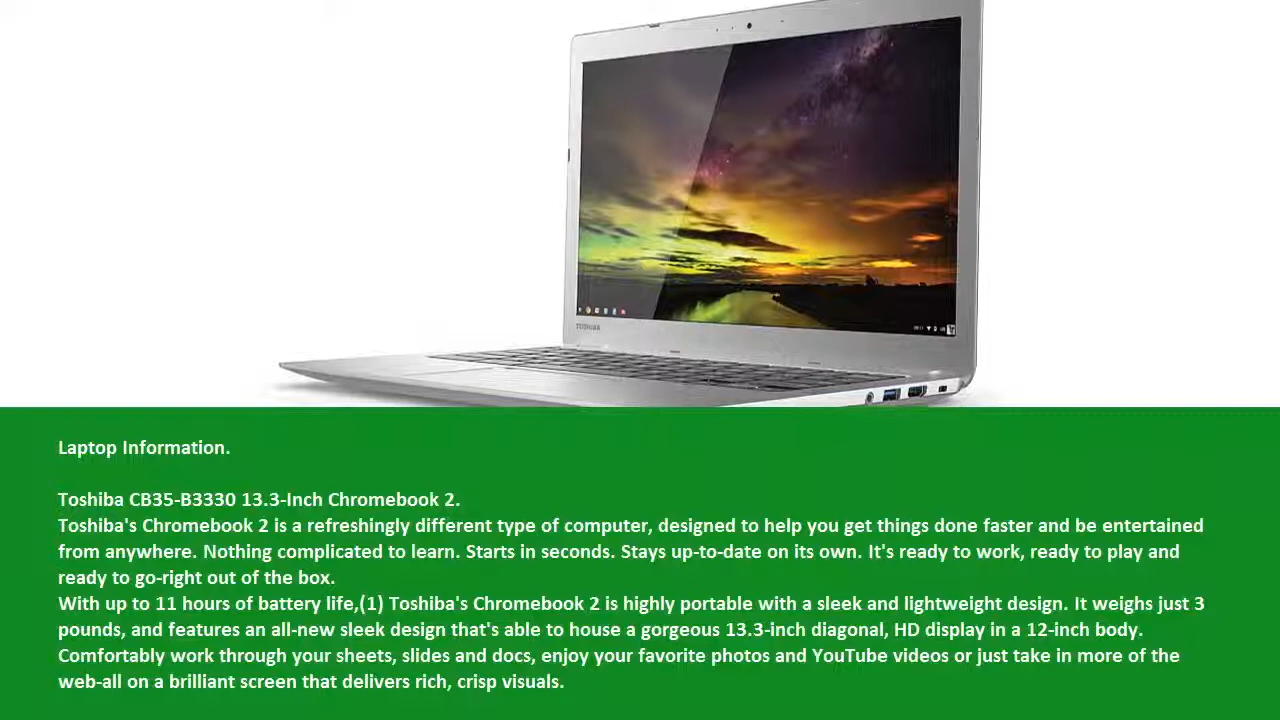 TOSHIBA
Laptop Information.
Toshiba CB35-B3330 13.3-Inch Chromebook 2.
Toshiba's Chromebook 2 is a refreshingly different type of computer, designed to help you get things done faster and be entertained
from anywhere. Nothing complicated to learn. Starts in seconds. Stays up-to-date on its own. It's ready to work, ready to play and
ready to go-right out of the box.
With up to 11 hours of battery life,(1) Toshiba's Chromebook 2 is highly portable with a sleek and lightweight design. It weighs just 3
pounds, and features an all-new sleek design that's able to house a gorgeous 13.3-inch diagonal, HD display in a 12-inch body.
Comfortably work through your sheets, slides and docs, enjoy your favorite photos and YouTube videos or just take in more of the
web-all on a brilliant screen that delivers rich, crisp visuals.